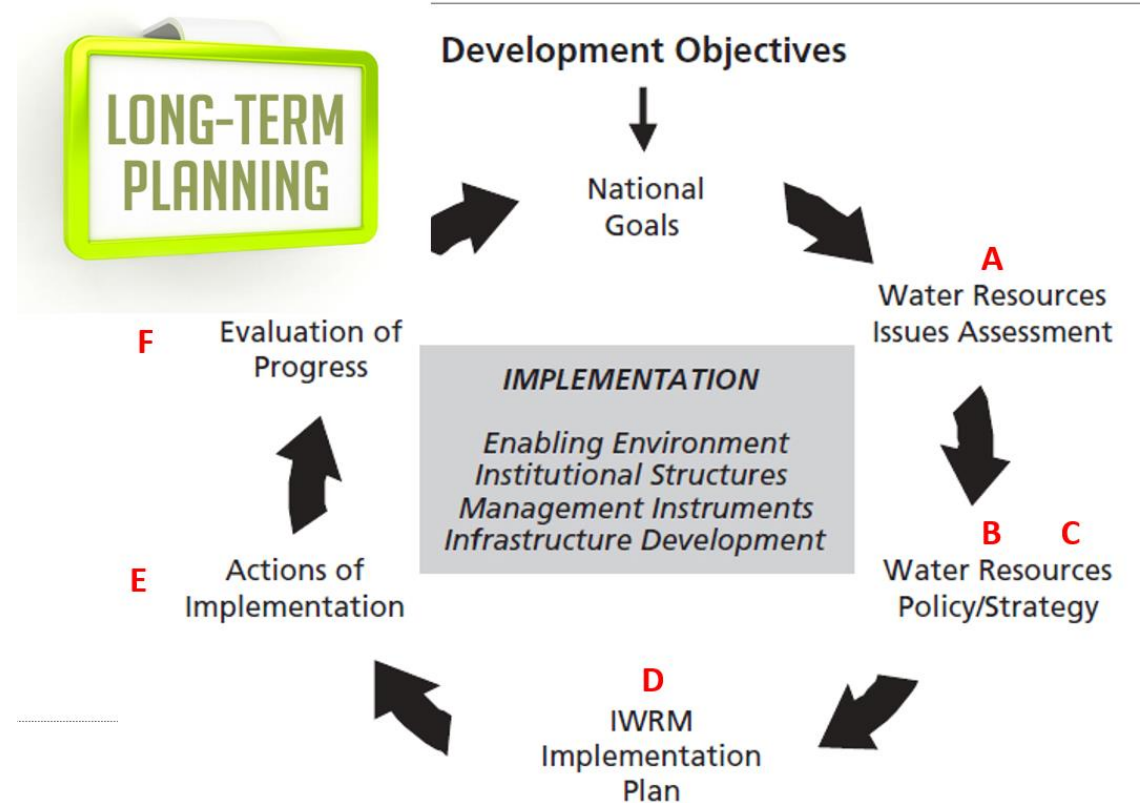 LONG-TERM
PLANNING
Development Objectives
National
Goals
A
Water Resources
Issues Assessment
B C
Water Resources
Policy/Strategy
D
IWRM
Implementation
Plan
E
Actions of
Implementation
F
Evaluation of
Progress
IMPLEMENTATION
Enabling Environment
Institutional Structures
Management Instruments
Infrastructure Development